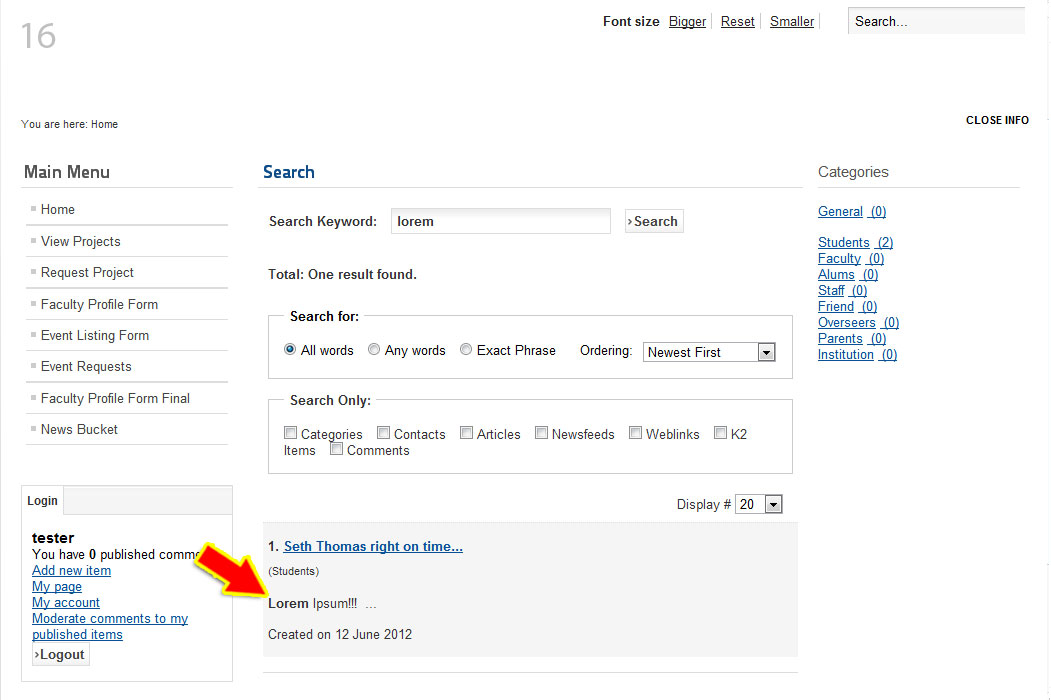 16
Font size Bigger Reset Smaller
Search...
You are here: Home
CLOSE INFO
Main Menu
Home
View Projects
Request Project
Faculty Profile Form
Event Listing Form
Event Requests
Faculty Profile Form Final
News Bucket
Login
tester
You have 0 published comme
Add new item
My page
My account
Moderate comments to my
published items
›Logout
Search
Search Keyword: lorem ›Search
Total: One result found.
Search for:
All words Any words Exact Phrase Ordering: Newest First
Search Only:
Categories Contacts Articles Newsfeeds Weblinks K2
Items Comments
Display # 20
1. Seth Thomas right on time...
(Students)
Lorem Ipsum!!! ...
Created on 12 June 2012
Categories
General (0)
Students (2)
Faculty (0)
Alums (0)
Staff (0)
Friend (0)
Overseers (0)
Parents (0)
Institution (0)